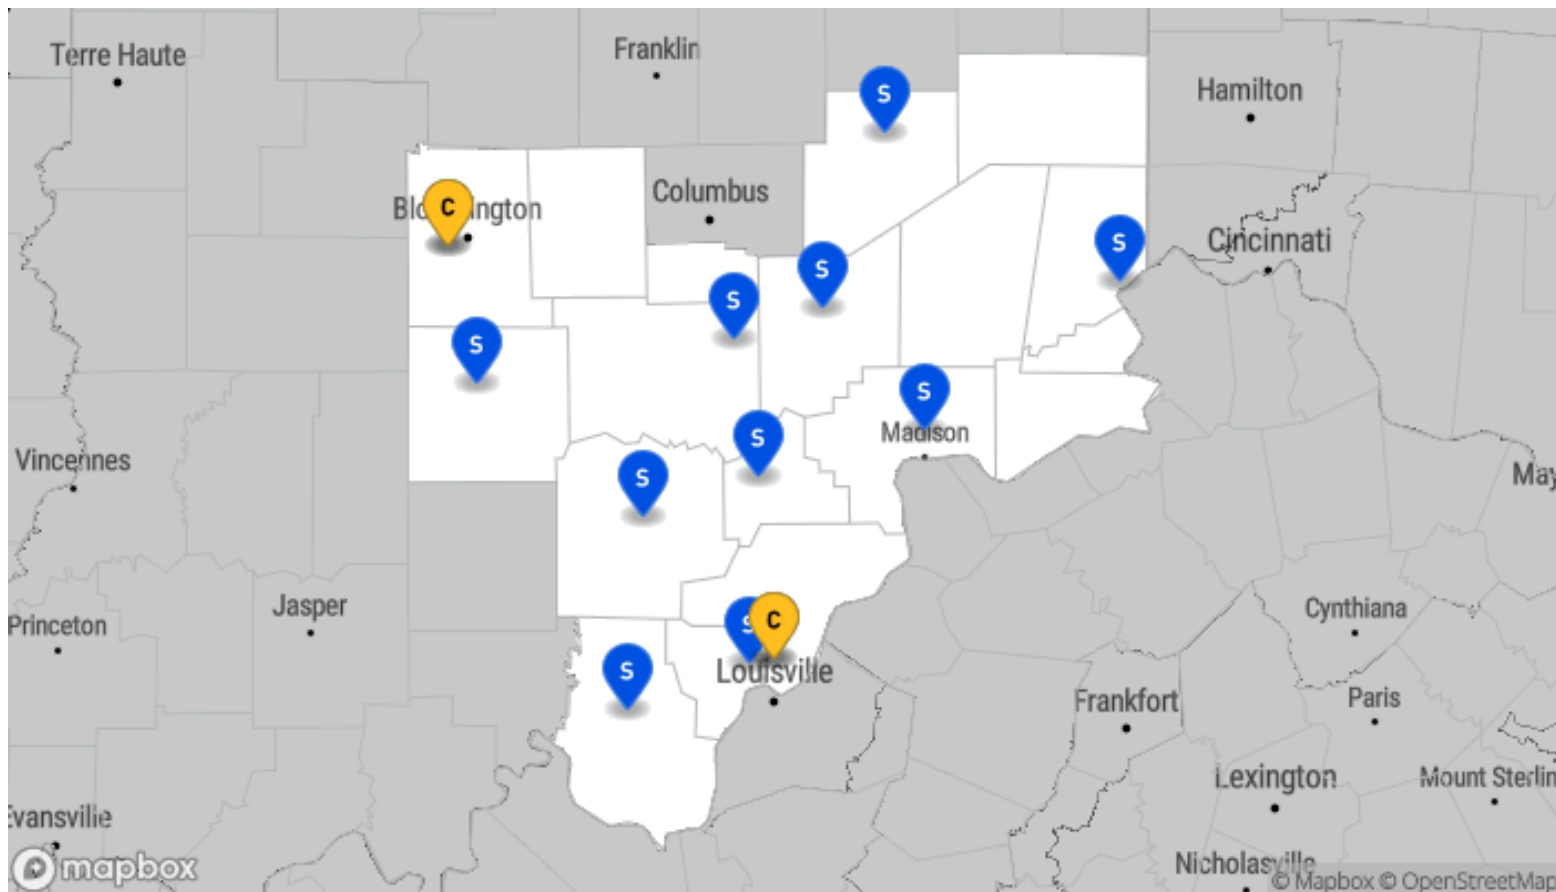 Terre Haute
Franklin
S
Hamilton
C
Columbus
Cincinnati
S
S
S
S
S
Madison
S
Vincennes
S
Jasper
Princeton
Cynthiana
S
C
S
Louisville
Frankfort
Paris
Lexington
Mount Sterlin
Evansville
mapbox
Nicholasville
© Mapbox © OpenStreetMap